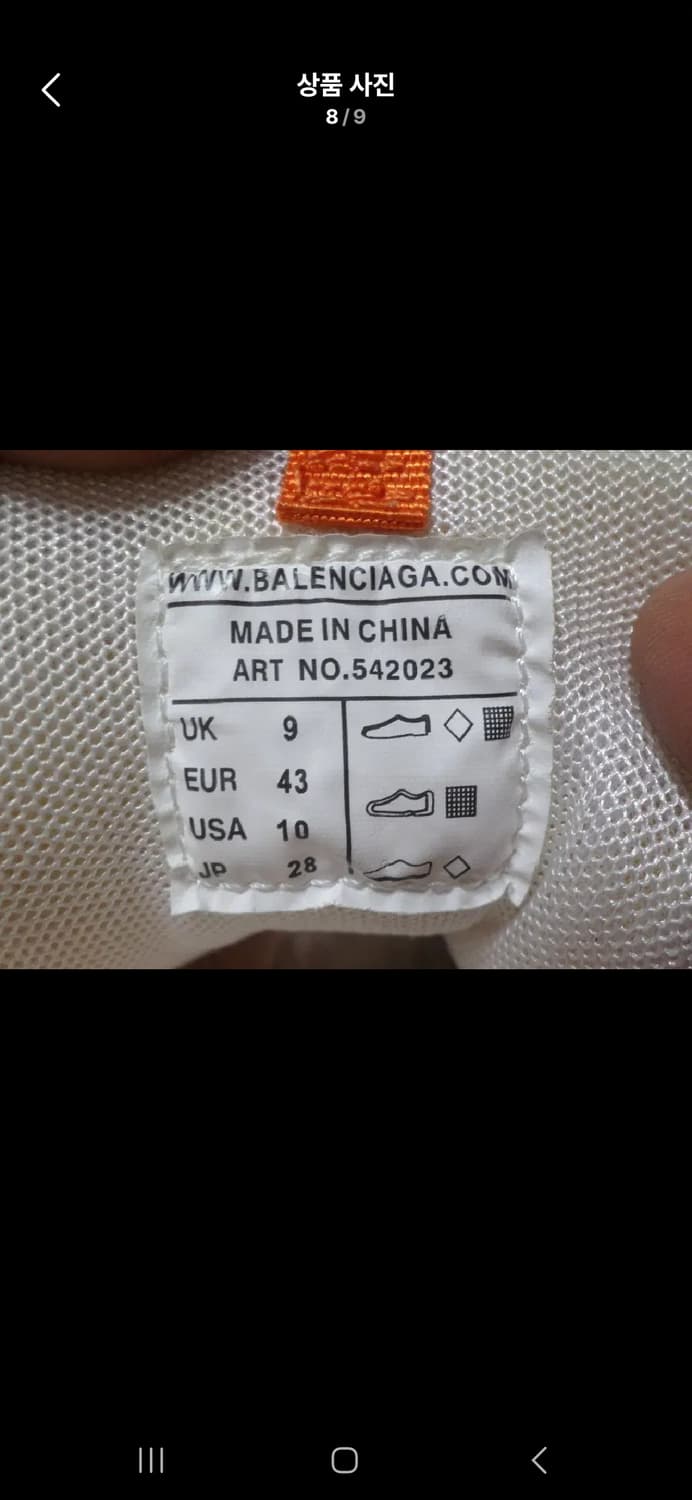 상품 사진
8/9
WWW.BALENCIAGA.COM
MADE IN CHINA
ART NO.542023
UK 9
EUR 43
USA 10
JP 28